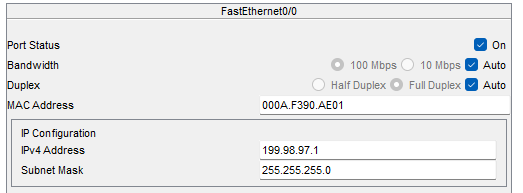 FastEthernet0/0
Port Status On
Bandwidth 100 Mbps 10 Mbps Auto
Duplex Half Duplex Full Duplex Auto
MAC Address 000A.F390.AE01
IP Configuration
IPv4 Address 199.98.97.1
Subnet Mask 255.255.255.0